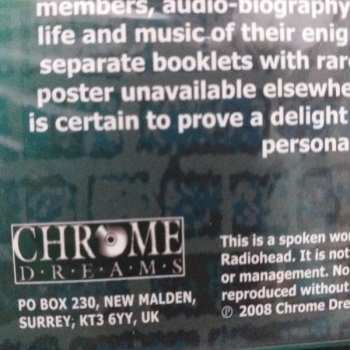 members, audio-biography
life and music of their enig
separate booklets with rar
poster unavailable elsewhe
is certain to prove a delight
persona
CHROME
D·R·E·A·M·S
PO BOX 230, NEW MALDEN,
SURREY; KT3 6YY, UK
This is a spoken wor
Radiohead. It is not
or management. No
reproduced without
℗ 2008 Chrome Dre